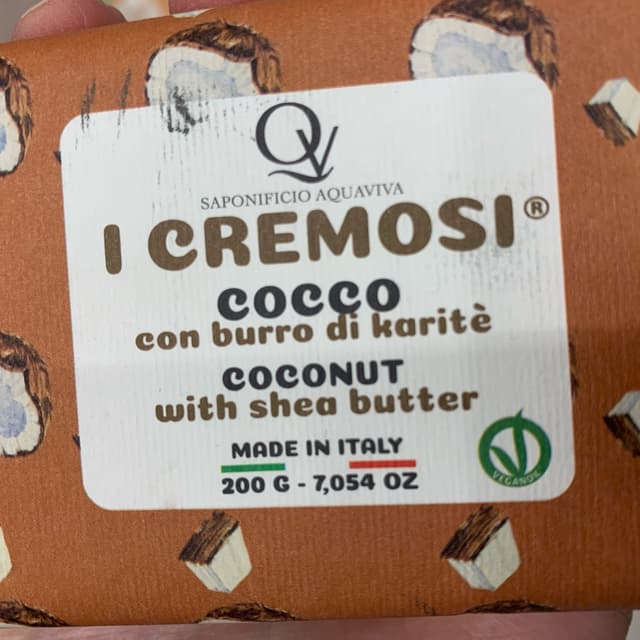 QV
SAPONIFICIO AQUAVIVA
I CREMOSI®
COCCO
con burro di karitè
COCONUT
with shea butter
MADE IN ITALY
200 G - 7,054 OZ
VEGANOK